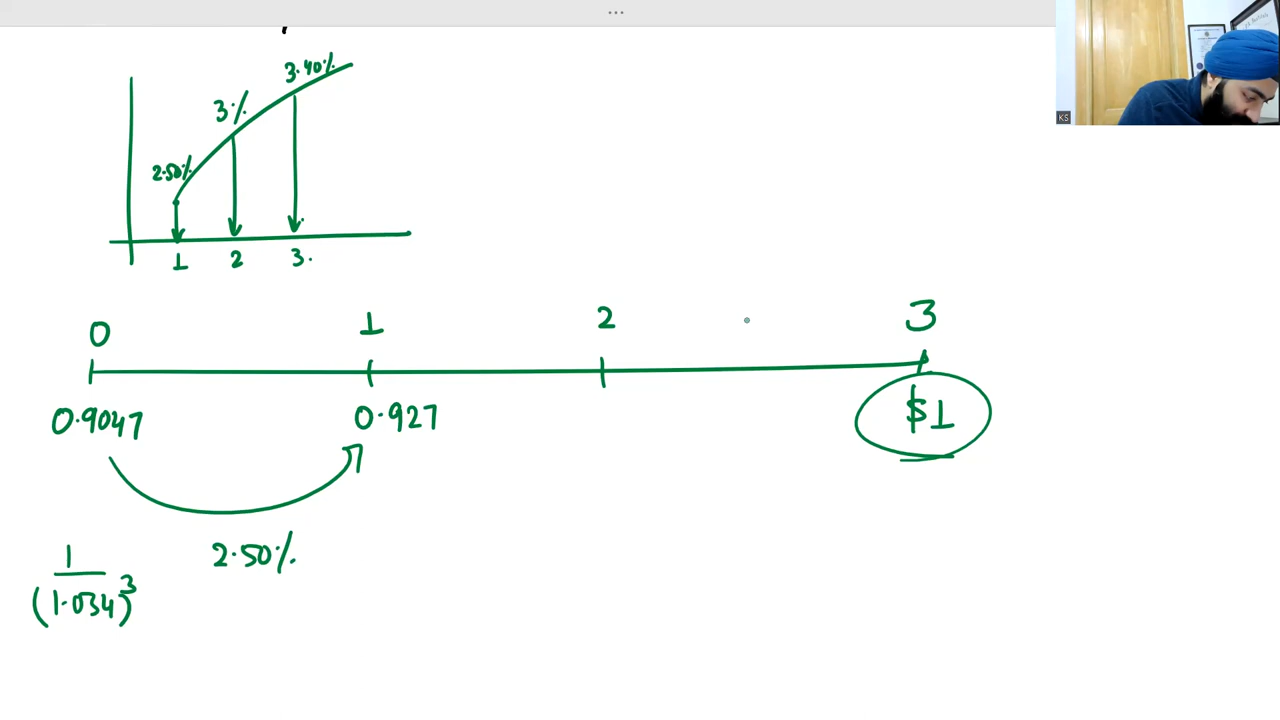 3.40%
3%
2.50%
1 2 3.
0 1 2 3
0.9047 0.927 $1
2.50%
1
(1.034)3
KS